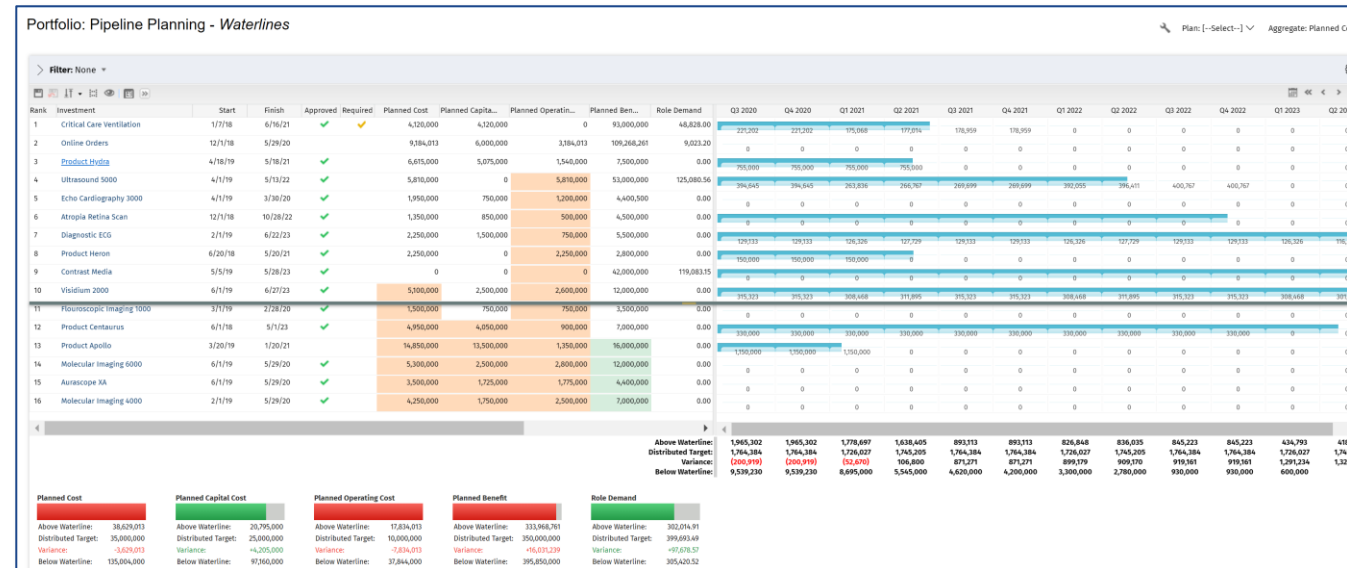 Portfolio: Pipeline Planning - Waterlines
Plan: [--Select--] Aggregate: Planned Co
Filter: None
Rank Investment Start Finish Approved Required Planned Cost Planned Capita... Planned Operatin... Planned Ben... Role Demand Q3 2020 Q4 2020 Q1 2021 Q2 2021 Q3 2021 Q4 2021 Q1 2022 Q2 2022 Q3 2022 Q4 2022 Q1 2023 Q2 20
1 Critical Care Ventilation 1/7/18 6/16/21 4,120,000 4,120,000 0 93,000,000 48,828.00 221,202 221,202 175,068 177,014 178,959 178,959 0 0 0 0 0
2 Online Orders 12/1/18 5/29/20 9,184,013 6,000,000 3,184,013 109,268,261 9,023.20 0 0 0 0 0 0 0 0 0 0 0
3 Product Hydra 4/18/19 5/18/21 6,615,000 5,075,000 1,540,000 7,500,000 0.00 755,000 755,000 755,000 755,000 0 0 0 0 0 0 0
4 Ultrasound 5000 4/1/19 5/13/22 5,810,000 0 5,810,000 53,000,000 125,080.56 394,645 394,645 263,836 266,767 269,699 269,699 392,055 396,411 400,767 400,767 0
5 Echo Cardiography 3000 4/1/19 3/30/20 1,950,000 750,000 1,200,000 4,400,500 0.00 0 0 0 0 0 0 0 0 0 0 0
6 Atropia Retina Scan 12/1/18 10/28/22 1,350,000 850,000 500,000 4,500,000 0.00 0 0 0 0 0 0 0 0 0 0 0
7 Diagnostic ECG 2/1/19 6/22/23 2,250,000 1,500,000 750,000 5,500,000 0.00 129,133 129,133 126,326 127,729 129,133 129,133 126,326 127,729 129,133 129,133 126,326 116,
8 Product Heron 6/20/18 5/20/21 2,250,000 0 2,250,000 2,800,000 0.00 150,000 150,000 150,000 0 0 0 0 0 0 0 0
9 Contrast Media 5/5/19 5/28/23 0 0 0 42,000,000 119,083.15 0 0 0 0 0 0 0 0 0 0 0
10 Visidium 2000 6/1/19 6/27/23 5,100,000 2,500,000 2,600,000 12,000,000 0.00 315,323 315,323 308,468 311,895 315,323 315,323 308,468 311,895 315,323 315,323 308,468 301,
11 Flouroscopic Imaging 1000 3/1/19 2/28/20 1,500,000 750,000 750,000 3,500,000 0.00 0 0 0 0 0 0 0 0 0 0 0
12 Product Centaurus 6/1/18 5/1/23 4,950,000 4,050,000 900,000 7,000,000 0.00 330,000 330,000 330,000 330,000 330,000 330,000 330,000 330,000 330,000 330,000 0
13 Product Apollo 3/20/19 1/20/21 14,850,000 13,500,000 1,350,000 16,000,000 0.00 1,150,000 1,150,000 1,150,000 0 0 0 0 0 0 0 0
14 Molecular Imaging 6000 6/1/19 5/29/20 5,300,000 2,500,000 2,800,000 12,000,000 0.00 0 0 0 0 0 0 0 0 0 0 0
15 Aurascope XA 6/1/19 5/29/20 3,500,000 1,725,000 1,775,000 4,400,000 0.00 0 0 0 0 0 0 0 0 0 0 0
16 Molecular Imaging 4000 2/1/19 5/29/20 4,250,000 1,750,000 2,500,000 7,000,000 0.00 0 0 0 0 0 0 0 0 0 0 0
Above Waterline: 1,965,302 1,965,302 1,778,697 1,638,405 893,113 893,113 826,848 836,035 845,223 845,223 434,793 418
Distributed Target: 1,764,384 1,764,384 1,726,027 1,745,205 1,764,384 1,764,384 1,726,027 1,745,205 1,764,384 1,764,384 1,726,027 1,74
Variance: (200,919) (200,919) (52,670) 106,800 871,271 871,271 899,179 909,170 919,161 919,161 1,291,234 1,32
Below Waterline: 9,539,230 9,539,230 8,695,000 5,545,000 4,620,000 4,200,000 3,300,000 2,780,000 930,000 930,000 600,000
Planned Cost Planned Capital Cost Planned Operating Cost Planned Benefit Role Demand
Above Waterline: 38,629,013 Above Waterline: 20,795,000 Above Waterline: 17,834,013 Above Waterline: 333,968,761 Above Waterline: 302,014.91
Distributed Target: 35,000,000 Distributed Target: 25,000,000 Distributed Target: 10,000,000 Distributed Target: 350,000,000 Distributed Target: 399,693.49
Variance: -3,629,013 Variance: +4,205,000 Variance: -7,834,013 Variance: +16,031,239 Variance: +97,678.57
Below Waterline: 135,004,000 Below Waterline: 97,160,000 Below Waterline: 37,844,000 Below Waterline: 395,850,000 Below Waterline: 305,420.52